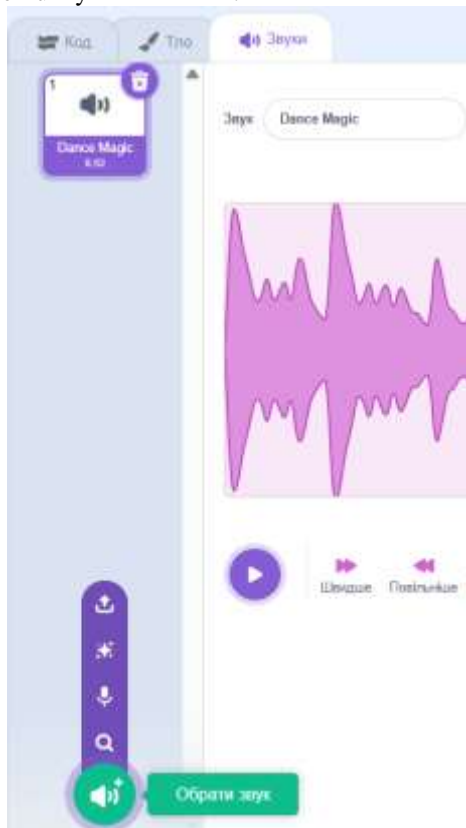 Код
Тло
Звуки
1
Dance Magic
Звук
Dance Magic
Швидше
Повільніше
Обрати звук